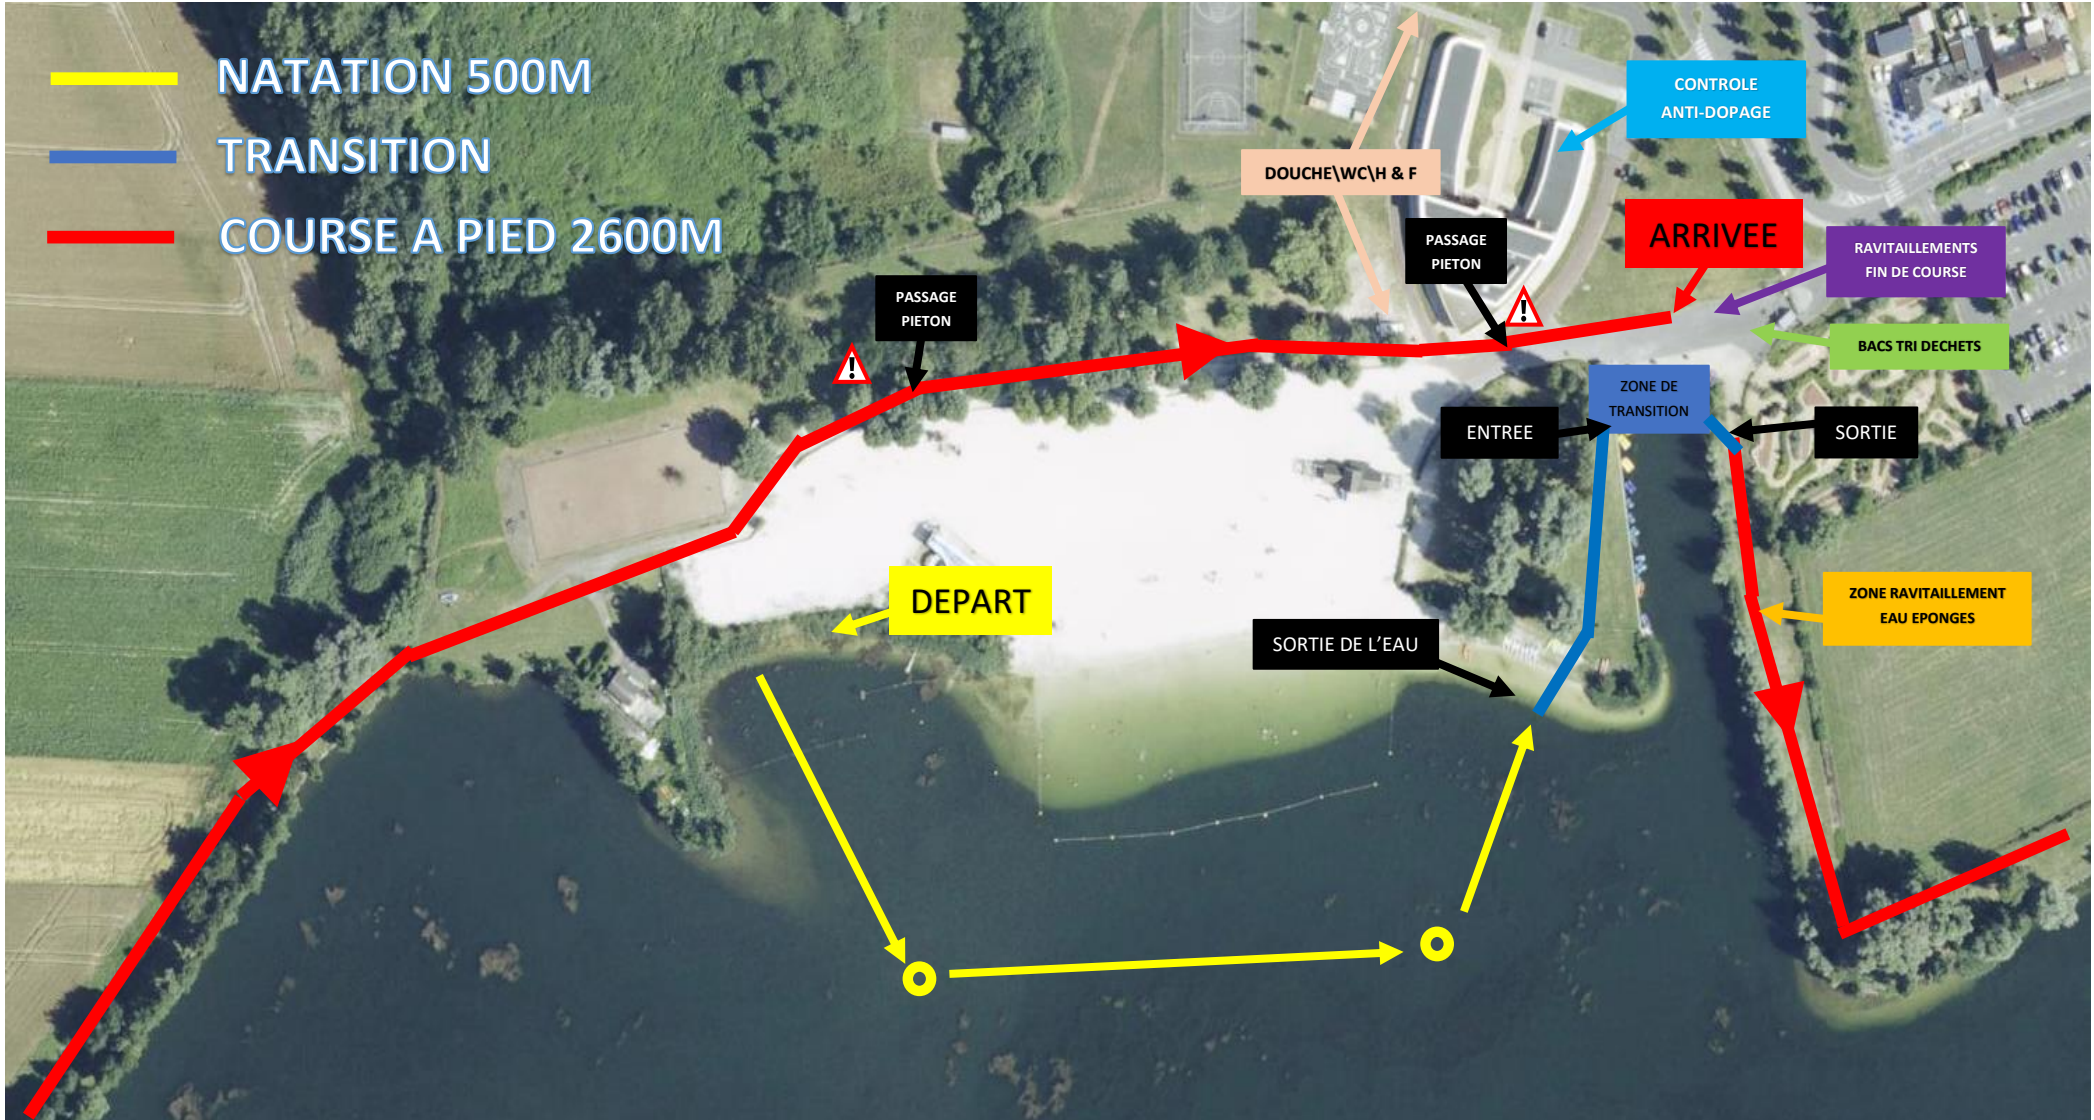 NATATION 500M
TRANSITION
COURSE A PIED 2600M
CONTROLE
ANTI-DOPAGE
DOUCHE\WC\H & F
PASSAGE
PIETON
ARRIVEE
RAVITAILLEMENTS
FIN DE COURSE
PASSAGE
PIETON
BACS TRI DECHETS
ZONE DE
TRANSITION
ENTREE
SORTIE
DEPART
ZONE RAVITAILLEMENT
EAU EPONGES
SORTIE DE L'EAU